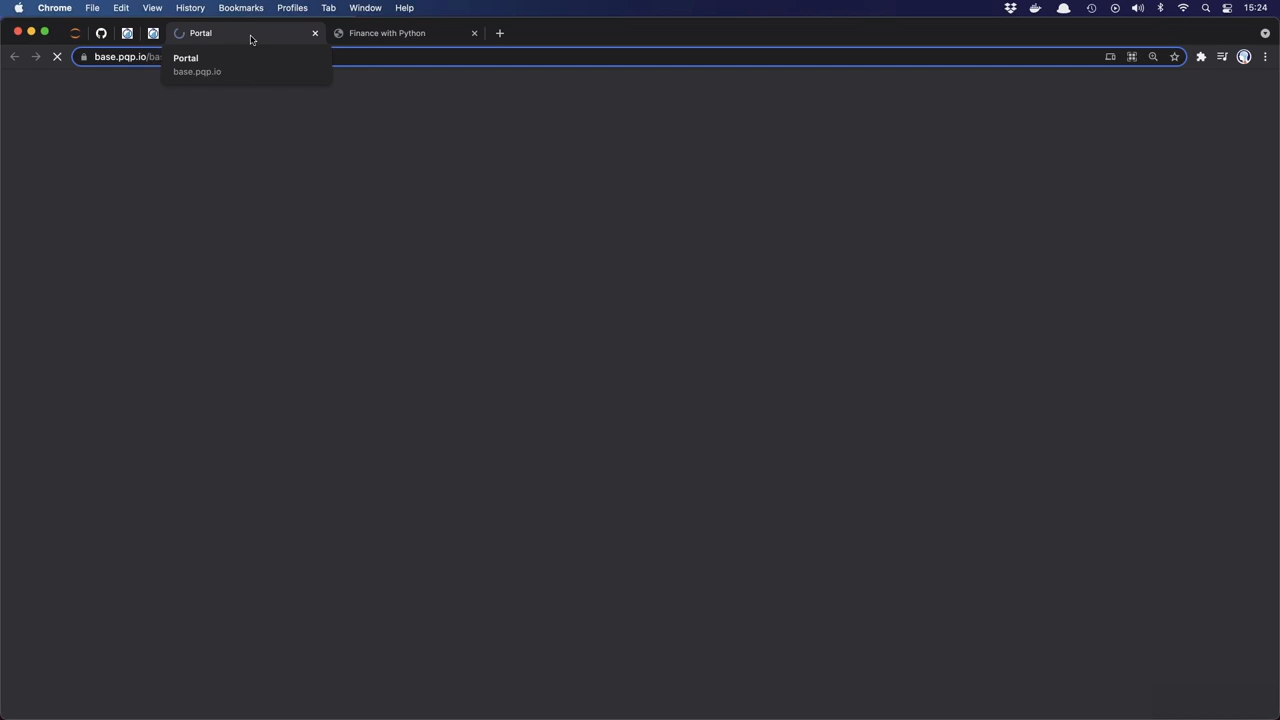 Chrome File Edit View History Bookmarks Profiles Tab Window Help 15:24
Portal Finance with Python
base.pqp.io/bas
Portal
base.pqp.io